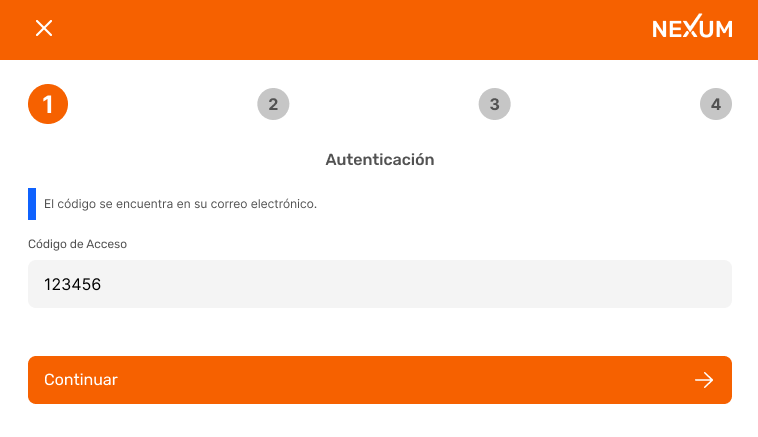 NEXUM
1 2 3 4
Autenticación
El código se encuentra en su correo electrónico.
Código de Acceso
123456
Continuar